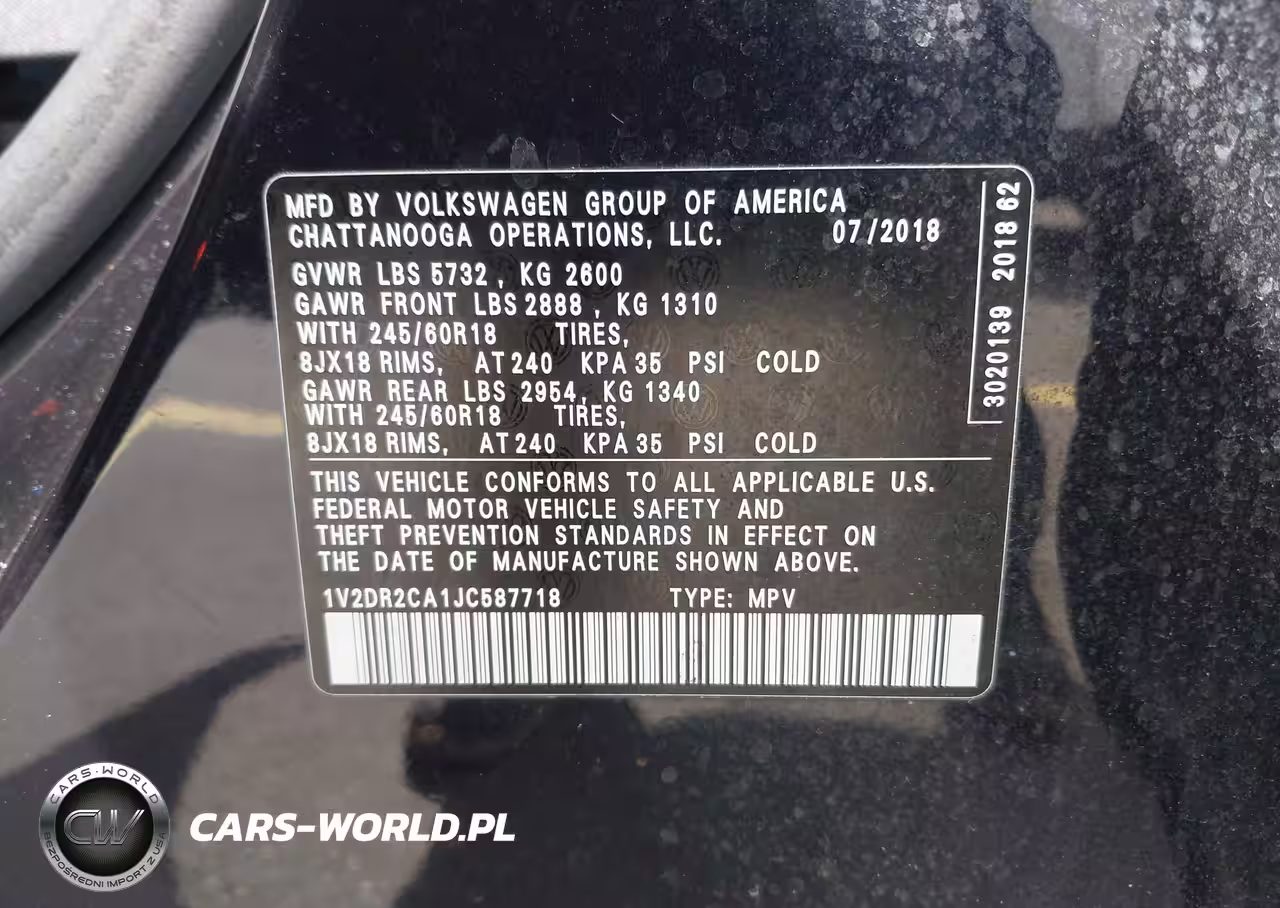 MFD BY VOLKSWAGEN GROUP OF AMERICA
CHATTANOOGA OPERATIONS, LLC. 07/2018
GVWR LBS 5732, KG 2600
GAWR FRONT LBS 2888, KG 1310
WITH 245/60R18 TIRES,
8JX18 RIMS, AT 240 KPA 35 PSI COLD
GAWR REAR LBS 2954, KG 1340
WITH 245/60R18 TIRES,
8JX18 RIMS, AT 240 KPA 35 PSI COLD
THIS VEHICLE CONFORMS TO ALL APPLICABLE U.S.
FEDERAL MOTOR VEHICLE SAFETY AND
THEFT PREVENTION STANDARDS IN EFFECT ON
THE DATE OF MANUFACTURE SHOWN ABOVE.
1V2DR2CA1JC587718 TYPE: MPV
3020139 2018 62
CARS-WORLD
CW
BEZPOŚREDNI IMPORT Z USA
CARS-WORLD.PL